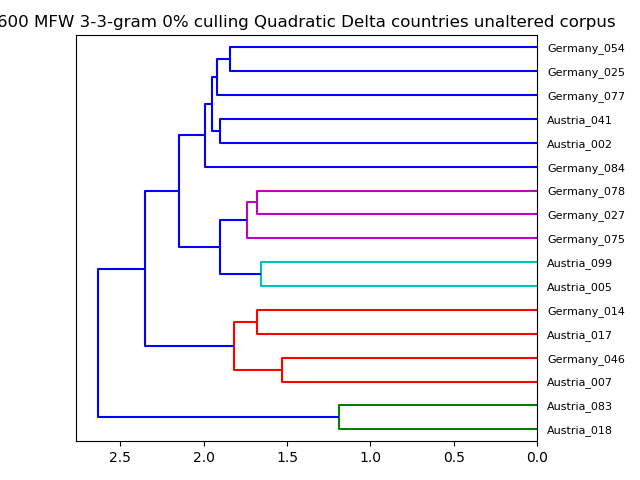 600 MFW 3-3-gram 0% culling Quadratic Delta countries unaltered corpus
Germany_054
Germany_025
Germany_077
Austria_041
Austria_002
Germany_084
Germany_078
Germany_027
Germany_075
Austria_099
Austria_005
Germany_014
Austria_017
Germany_046
Austria_007
Austria_083
Austria_018
2.5 2.0 1.5 1.0 0.5 0.0